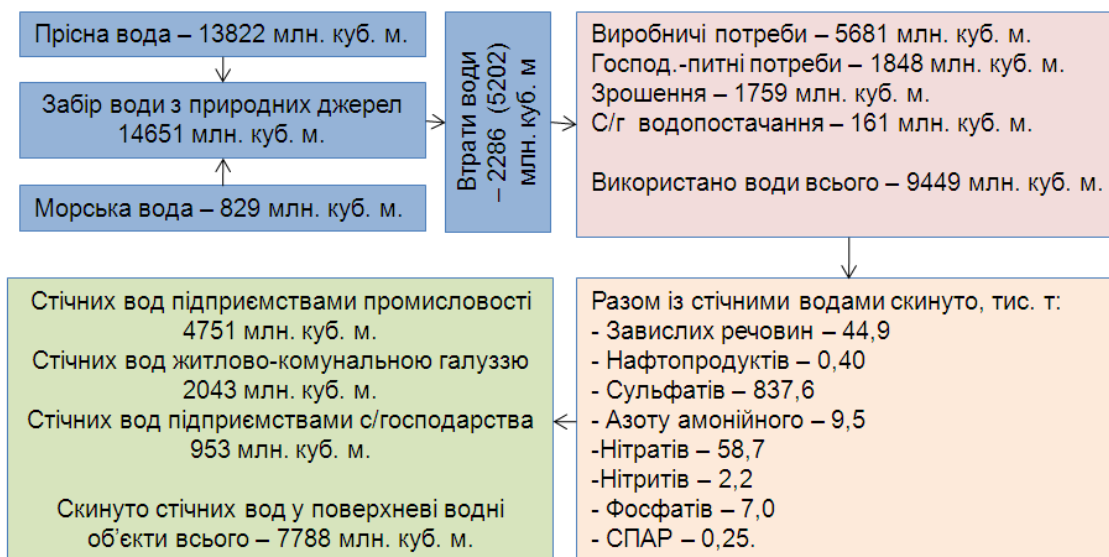 Прісна вода – 13822 млн. куб. м.
Забір води з природних джерел
14651 млн. куб. м.
Морська вода – 829 млн. куб. м.
Втрати води
– 2286 (5202)
млн. куб. м
Виробничі потреби – 5681 млн. куб. м.
Господ.-питні потреби – 1848 млн. куб. м.
Зрошення – 1759 млн. куб. м.
С/г водопостачання – 161 млн. куб. м.
Використано води всього – 9449 млн. куб. м.
Разом із стічними водами скинуто, тис. т:
- Завислих речовин – 44,9
- Нафтопродуктів – 0,40
- Сульфатів – 837,6
- Азоту амонійного – 9,5
-Нітратів – 58,7
-Нітритів – 2,2
- Фосфатів – 7,0
- СПАР – 0,25.
Стічних вод підприємствами промисловості
4751 млн. куб. м.
Стічних вод житлово-комунальною галуззю
2043 млн. куб. м.
Стічних вод підприємствами с/господарства
953 млн. куб. м.
Скинуто стічних вод у поверхневі водні
об’єкти всього – 7788 млн. куб. м.